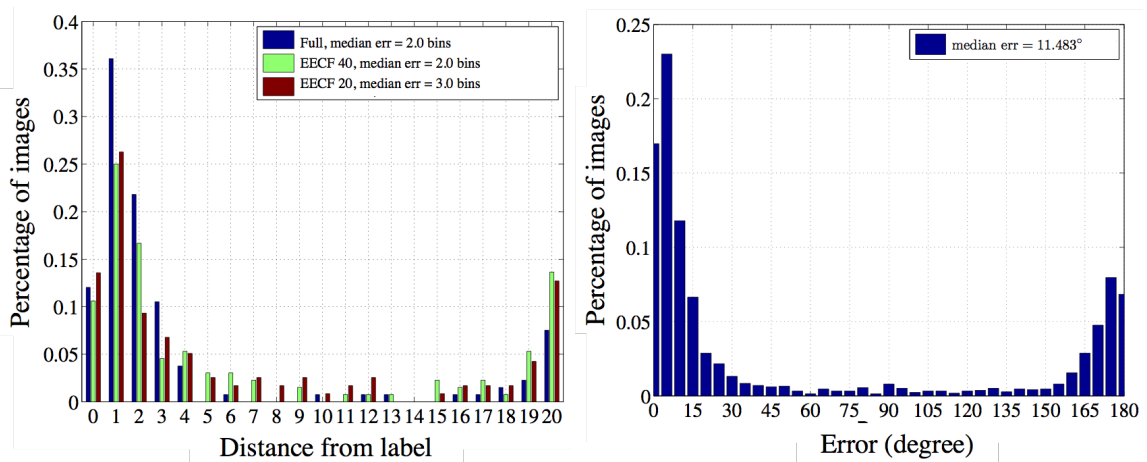 0.4
0.35
0.3
0.25
0.2
0.15
0.1
0.05
0
Percentage of images
Full, median err = 2.0 bins
EECF 40, median err = 2.0 bins
EECF 20, median err = 3.0 bins
0 1 2 3 4 5 6 7 8 9 10 11 12 13 14 15 16 17 18 19 20
Distance from label
0.25
0.2
0.15
0.1
0.05
0
Percentage of images
median err = 11.483°
0 15 30 45 60 75 90 105 120 135 150 165 180
Error (degree)